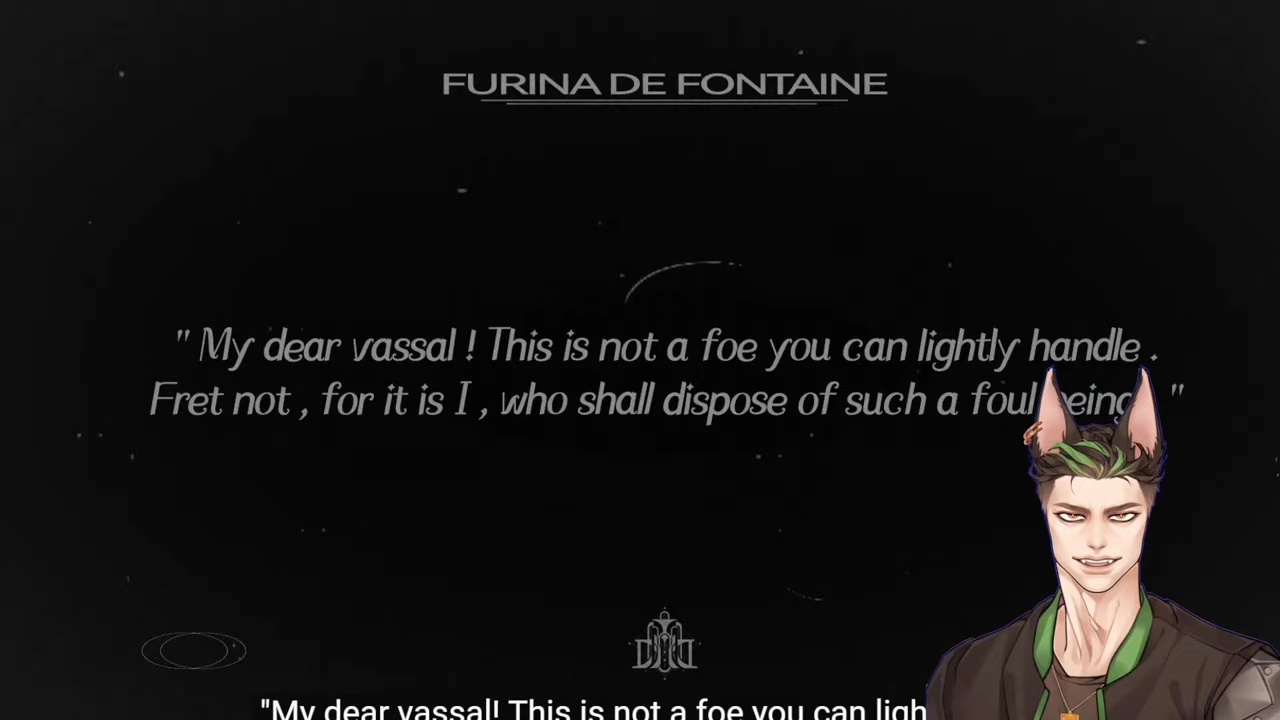 FURINA DE FONTAINE
" My dear vassal ! This is not a foe you can lightly handle .
Fret not , for it is I , who shall dispose of such a foul "
"My dear vassal! This is not a foe you can